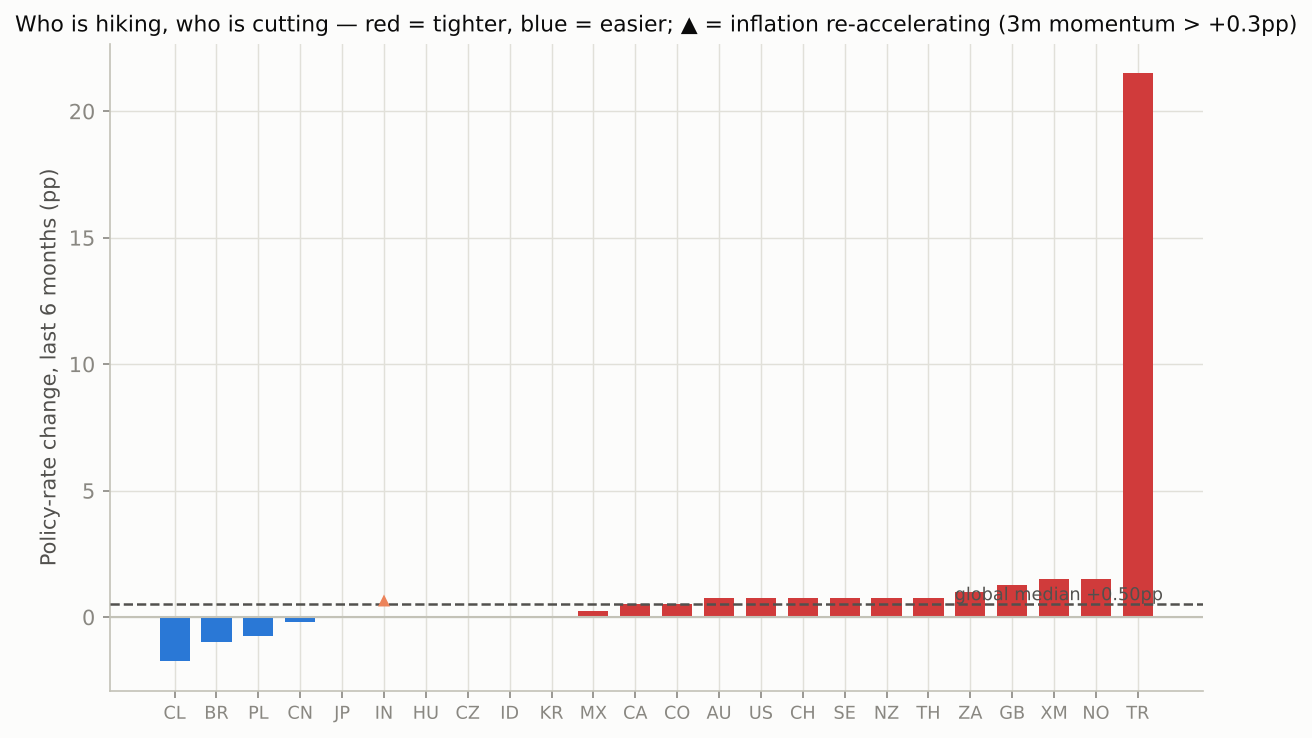 Who is hiking, who is cutting — red = tighter, blue = easier; ▲ = inflation re-accelerating (3m momentum > +0.3pp)
Policy-rate change, last 6 months (pp)
20
15
10
5
0
global median +0.50pp
CL BR PL CN JP IN HU CZ ID KR MX CA CO AU US CH SE NZ TH ZA GB XM NO TR